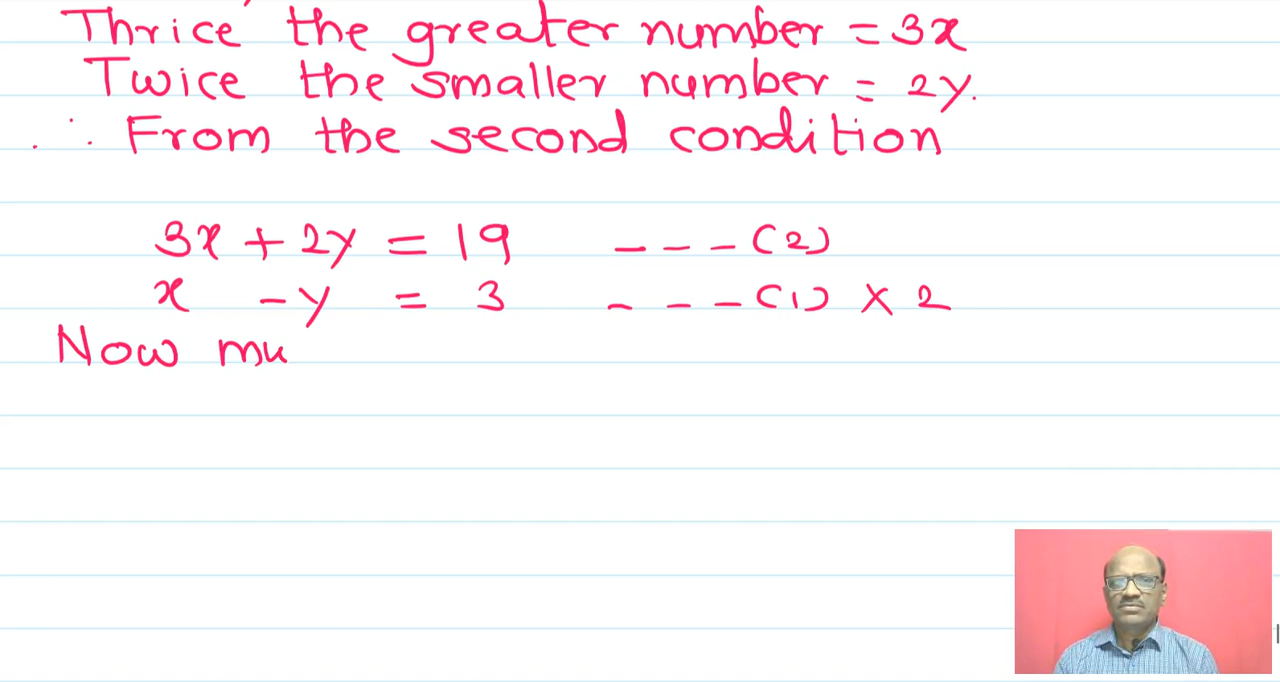 Thrice the greater number = 3x
Twice the smaller number = 2y.
∴ From the second condition
3x + 2y = 19 - - - (2)
x - y = 3 - - - (1) × 2
Now mu